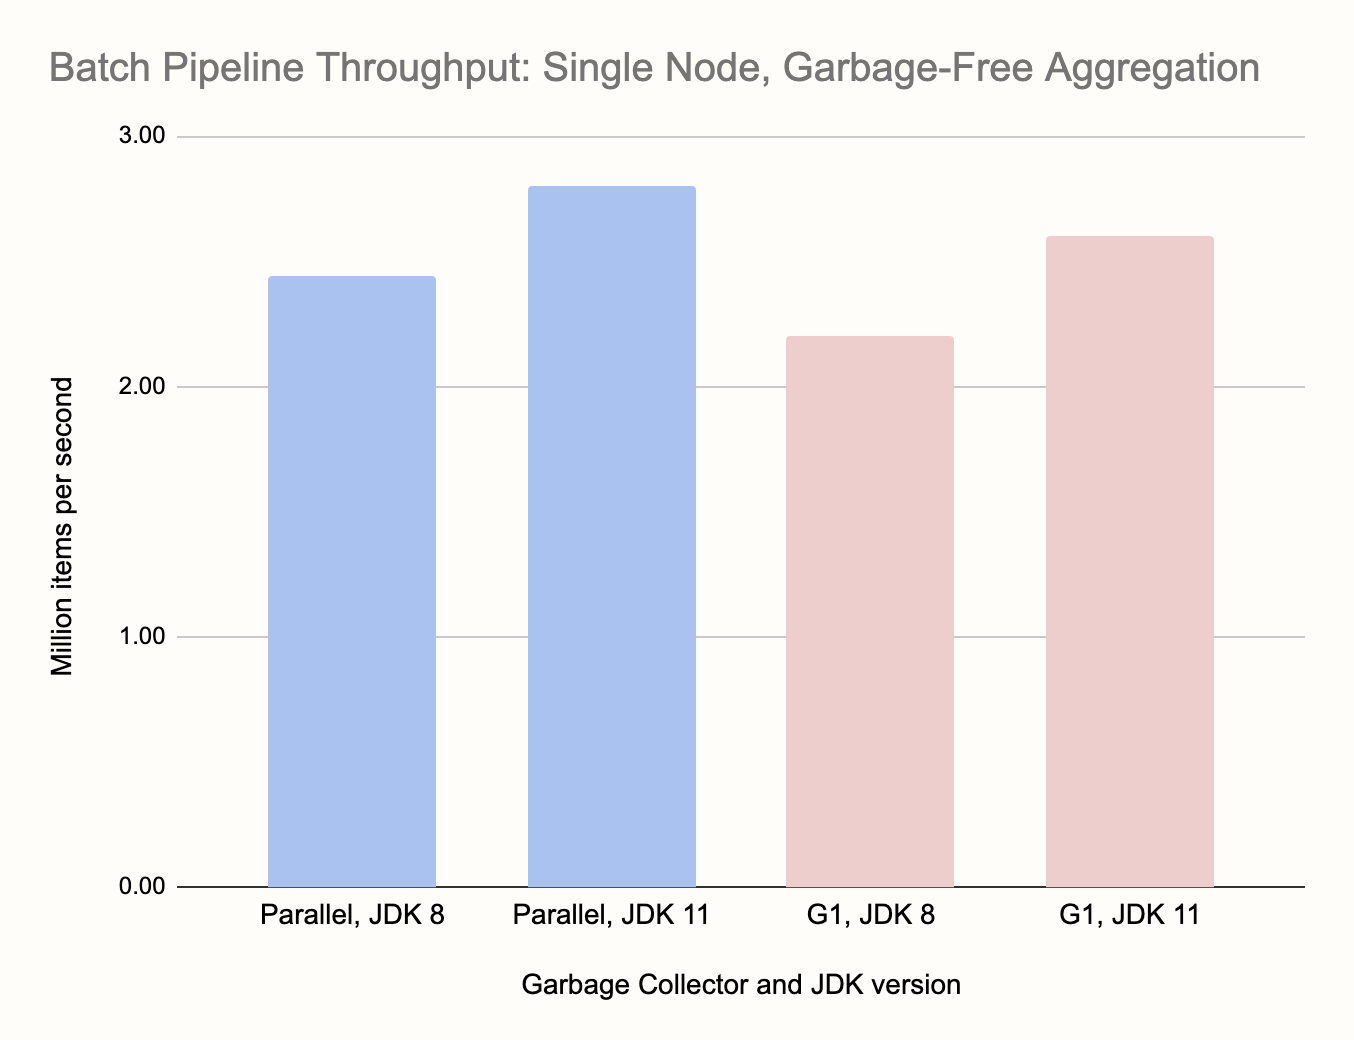 Batch Pipeline Throughput: Single Node, Garbage-Free Aggregation
3.00
2.00
1.00
0.00
Million items per second
Parallel, JDK 8
Parallel, JDK 11
G1, JDK 8
G1, JDK 11
Garbage Collector and JDK version